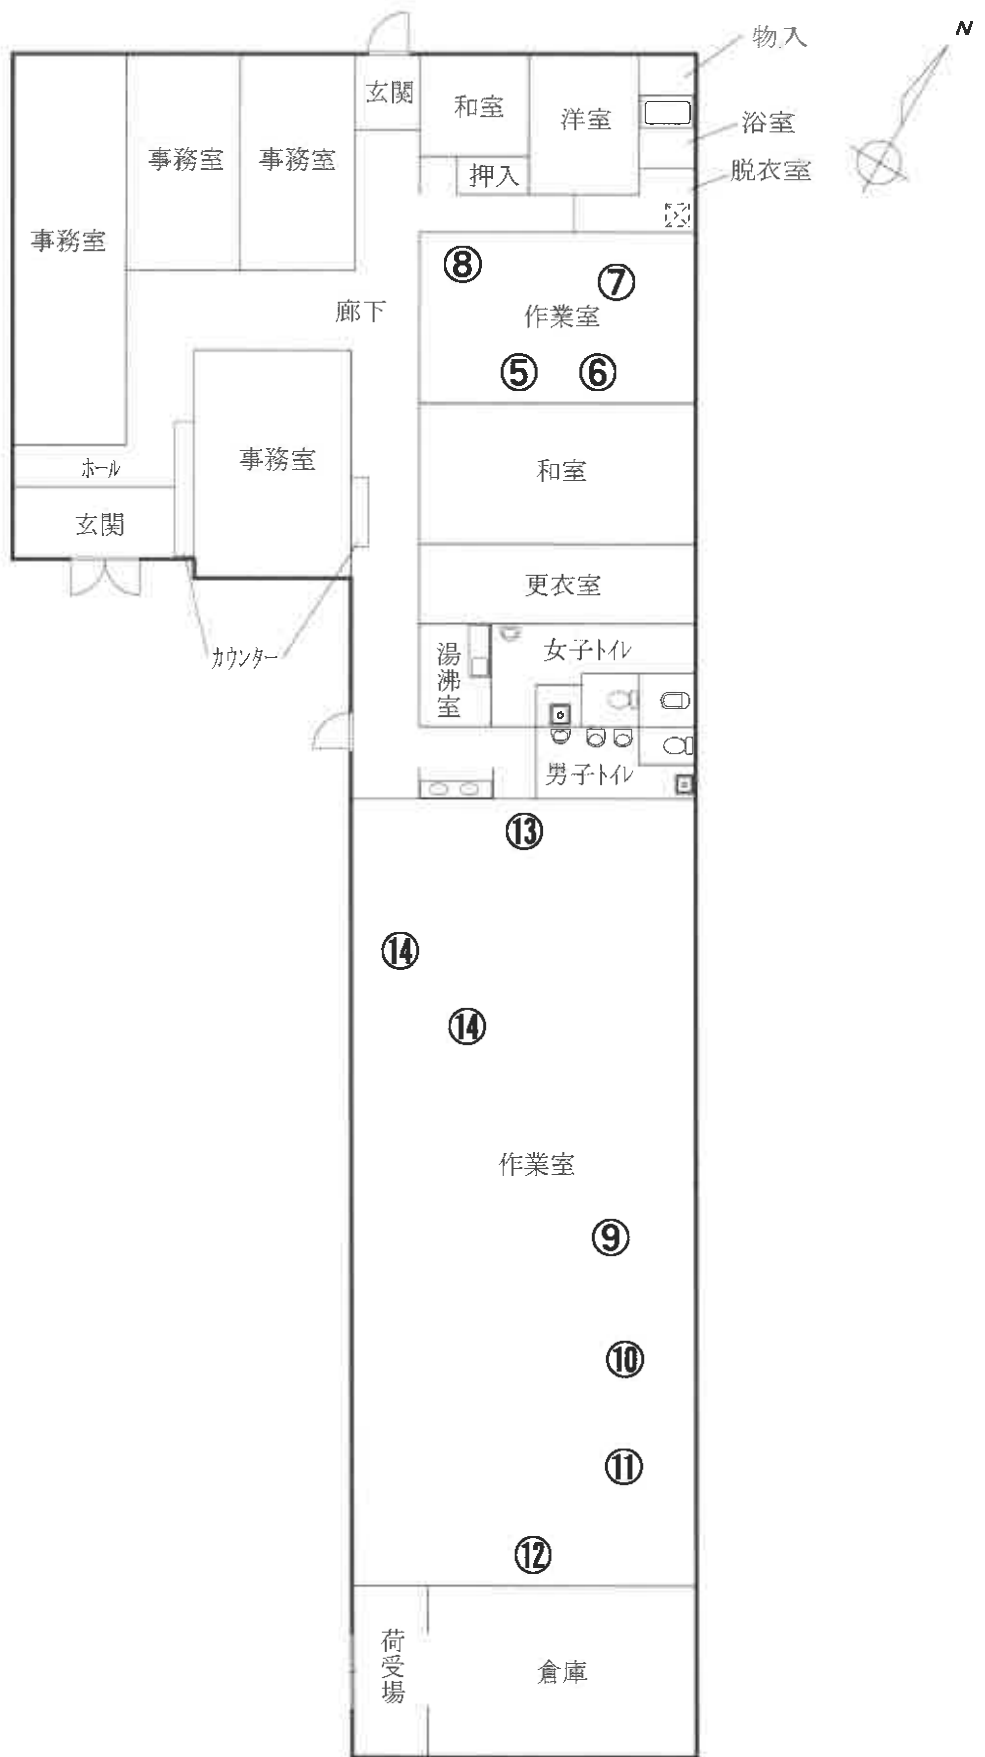 物入
N
玄関
和室
洋室
浴室
事務室
事務室
押入
脱衣室
事務室
⑧
⑦
廊下
作業室
⑤
⑥
事務室
和室
ホール
玄関
更衣室
カウンター
湯沸室
女子トイレ
男子トイレ
⑬
⑭
⑭
作業室
⑨
⑩
⑪
⑫
荷受場
倉庫